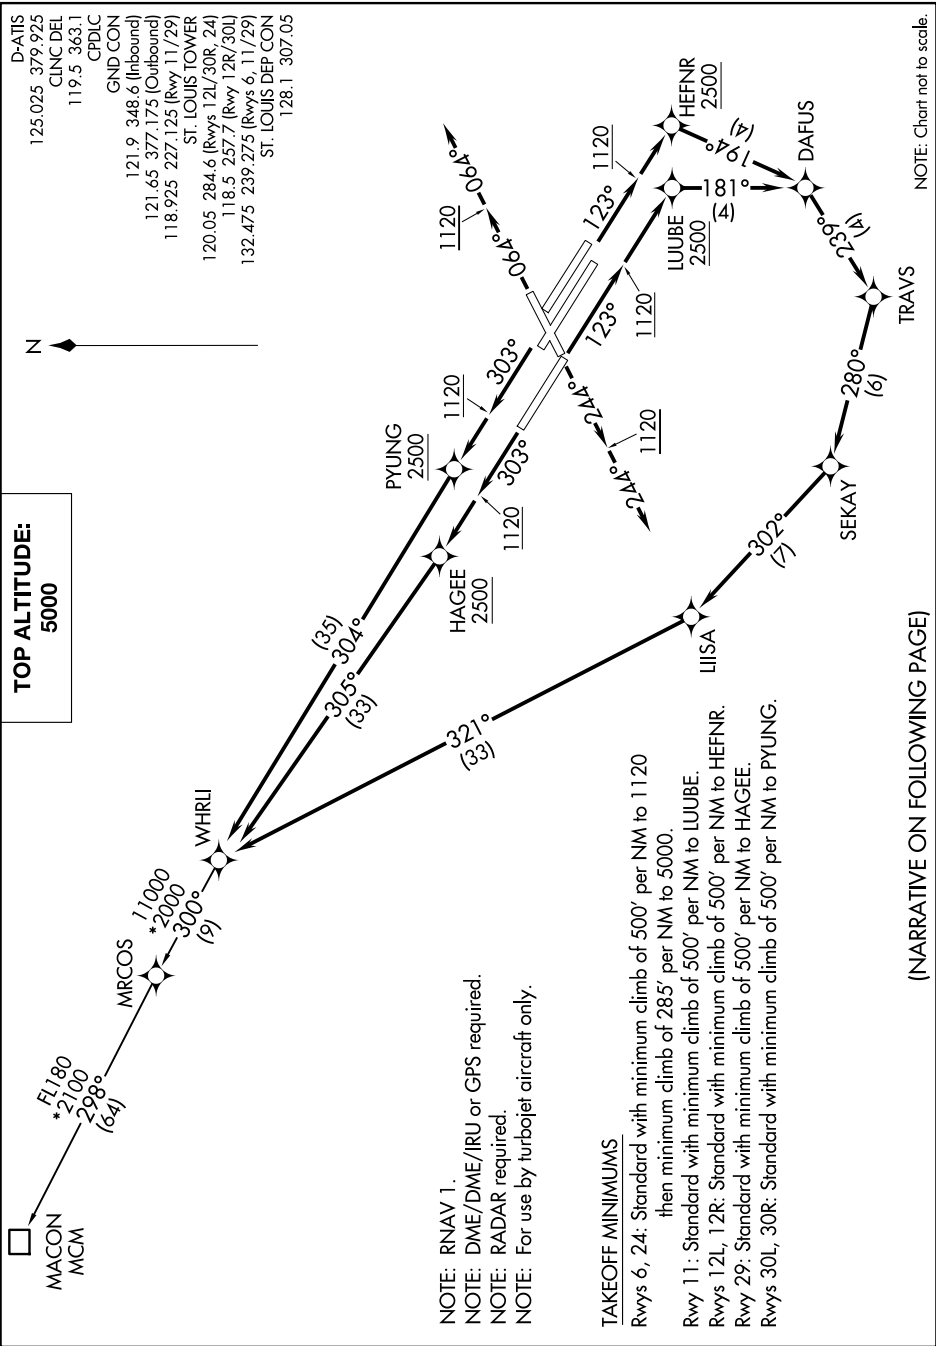 TOP ALTITUDE:
5000
D-ATIS
125.025 379.925
CLNC DEL
119.5 363.1
CPDLC
GND CON
121.9 348.6 (Inbound)
121.65 377.175 (Outbound)
118.925 227.125 (Rwy 11/29)
ST. LOUIS TOWER
120.05 284.6 (Rwys 12L/30R, 24)
118.5 257.7 (Rwy 12R/30L)
132.475 239.275 (Rwys 6, 11/29)
ST. LOUIS DEP CON
128.1 307.05
N
MACON
MCM
FL180
*2100
298°
(64)
MRCOS
11000
*2000
300°
(9)
WHRLI
(35)
304°
305°
(33)
321°
(33)
PYUNG
2500
HAGEE
2500
1120
303°
303°
1120
064°
1120
064°
244°
1120
244°
123°
1120
123°
1120
HEFNR
2500
LUUBE
2500
194°
(4)
181°
(4)
DAFUS
239°
(4)
TRAVS
280°
(6)
SEKAY
302°
(7)
LIISA
NOTE: RNAV 1.
NOTE: DME/DME/IRU or GPS required.
NOTE: RADAR required.
NOTE: For use by turbojet aircraft only.
TAKEOFF MINIMUMS
Rwys 6, 24: Standard with minimum climb of 500' per NM to 1120
then minimum climb of 285' per NM to 5000.
Rwy 11: Standard with minimum climb of 500' per NM to LUUBE.
Rwys 12L, 12R: Standard with minimum climb of 500' per NM to HEFNR.
Rwy 29: Standard with minimum climb of 500' per NM to HAGEE.
Rwys 30L, 30R: Standard with minimum climb of 500' per NM to PYUNG.
(NARRATIVE ON FOLLOWING PAGE)
NOTE: Chart not to scale.